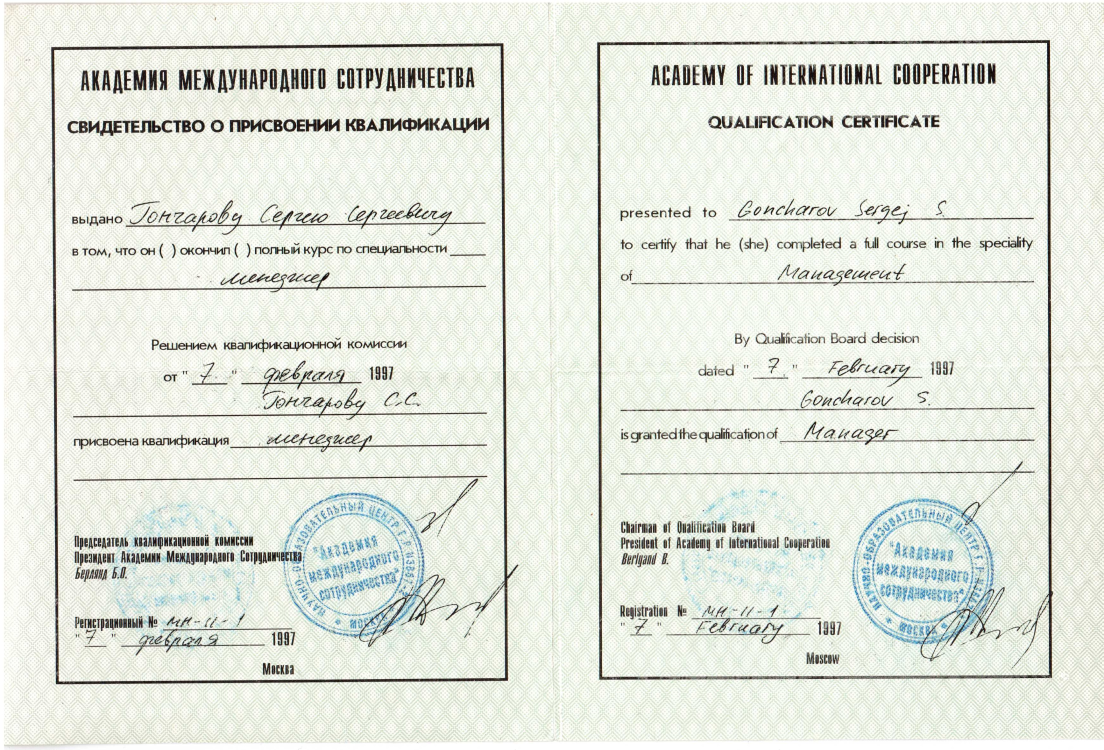 АКАДЕМИЯ МЕЖДУНАРОДНОГО СОТРУДНИЧЕСТВА
СВИДЕТЕЛЬСТВО О ПРИСВОЕНИИ КВАЛИФИКАЦИИ
выдано Гончарову Сергею Сергеевичу
в том, что он ( ) окончил ( ) полный курс по специальности
менеджер
Решением квалификационной комиссии
от " 7 " февраля 1997
Гончарову С.С.
присвоена квалификация менеджер
Председатель квалификационной комиссии
Президент Академии Международного Сотрудничества
Берлянд Б.О.
НАУЧНО-ОБРАЗОВАТЕЛЬНЫЙ ЦЕНТР
"Академия
международного
сотрудничества"
МОСКВА
Регистрационный № МН-11-1
" 7 " февраля 1997
Москва
ACADEMY OF INTERNATIONAL COOPERATION
QUALIFICATION CERTIFICATE
presented to Goncharov Sergej S.
to certify that he (she) completed a full course in the speciality
of Management
By Qualification Board decision
dated " 7. " February 1997
Goncharov S.
is granted the qualification of Manager
Chairman of Qualification Board
President of Academy of International Cooperation
Berlyand B.
НАУЧНО-ОБРАЗОВАТЕЛЬНЫЙ ЦЕНТР
"Академия
международного
сотрудничества"
МОСКВА
Registration № МН-11-1
" 7 " February 1997
Moscow